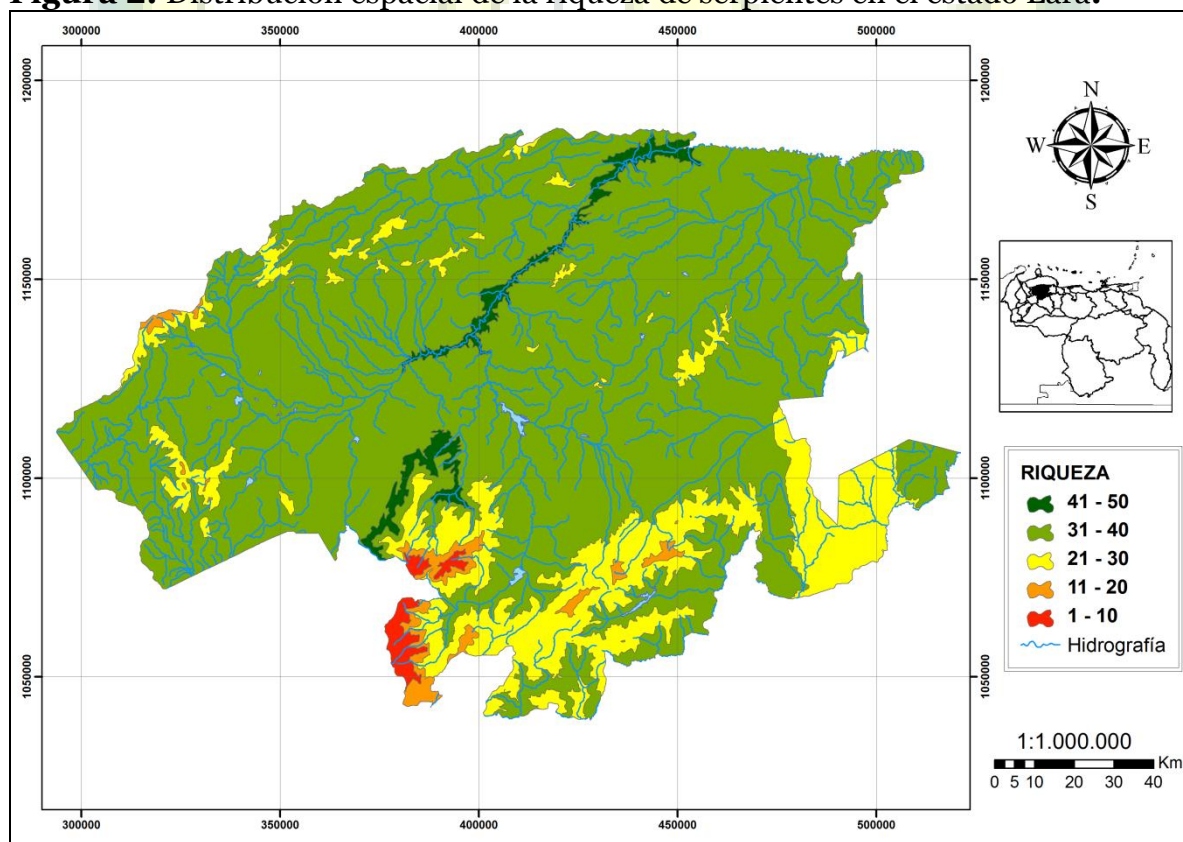 Figura 2. Distribución espacial de la riqueza de serpientes en el estado Lara.
300000 350000 400000 450000 500000
1200000 1200000
1150000 1150000
1100000 1100000
1050000 1050000
300000 350000 400000 450000 500000
N
W E
S
RIQUEZA
41 - 50
31 - 40
21 - 30
11 - 20
1 - 10
Hidrografía
1:1.000.000
Km
0 5 10 20 30 40